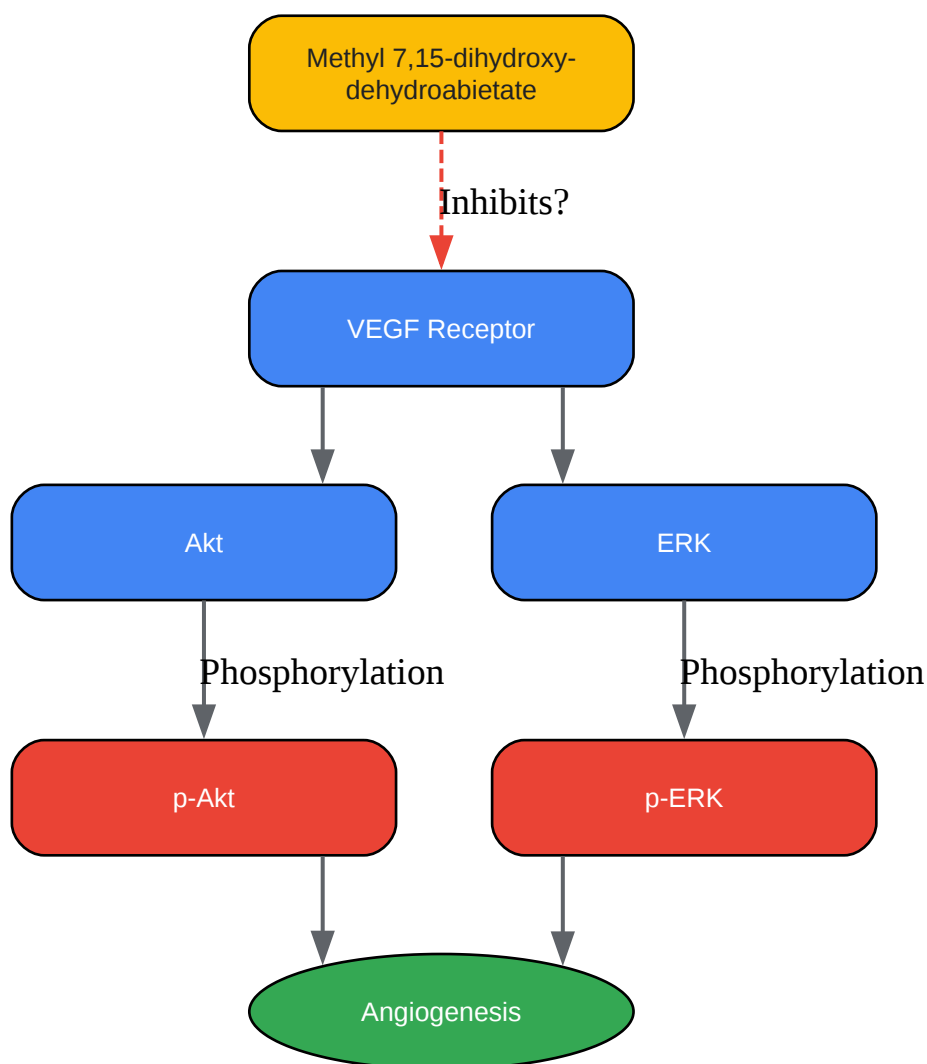 Methyl 7,15-dihydroxy-
dehydroabietate
Inhibits?
VEGF Receptor
Akt
ERK
Phosphorylation
Phosphorylation
p-Akt
p-ERK
Angiogenesis